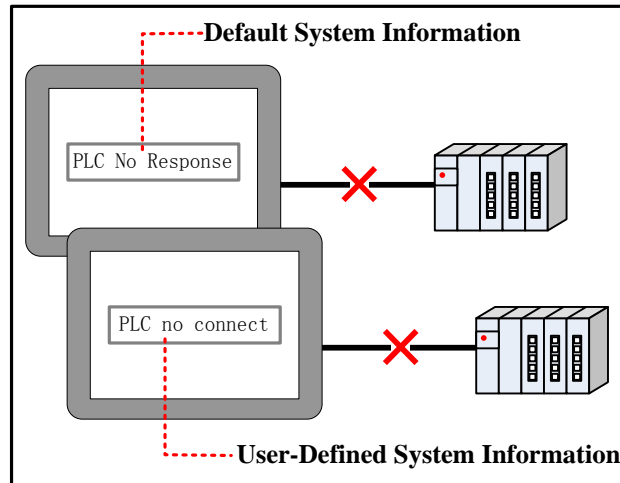 Default System Information
PLC No Response
PLC no connect
User-Defined System Information